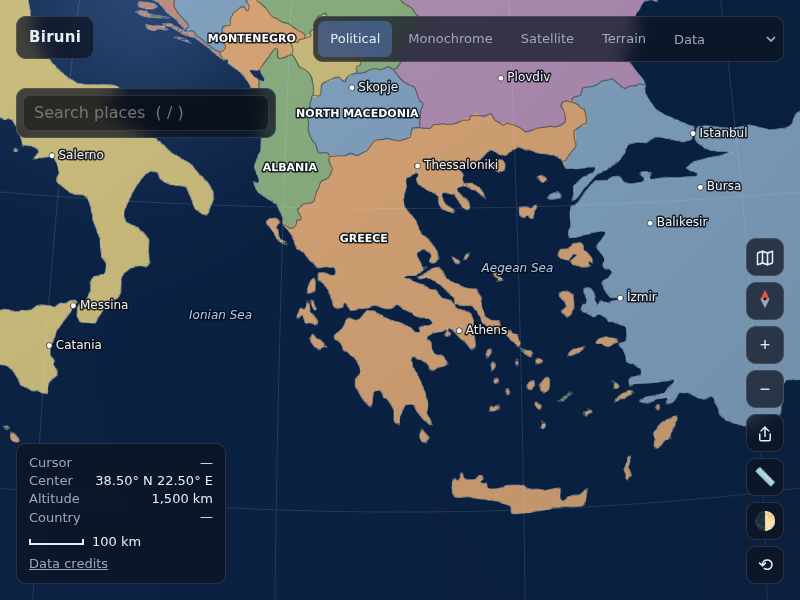 Biruni
Political
Monochrome
Satellite
Terrain
Data
Search places ( / )
MONTENEGRO
Skopje
Plovdiv
NORTH MACEDONIA
Istanbul
Salerno
ALBANIA
Thessaloniki
Bursa
Balıkesir
GREECE
Aegean Sea
İzmir
Messina
Ionian Sea
Athens
Catania
+
−
Cursor —
Center 38.50° N 22.50° E
Altitude 1,500 km
Country —
100 km
Data credits